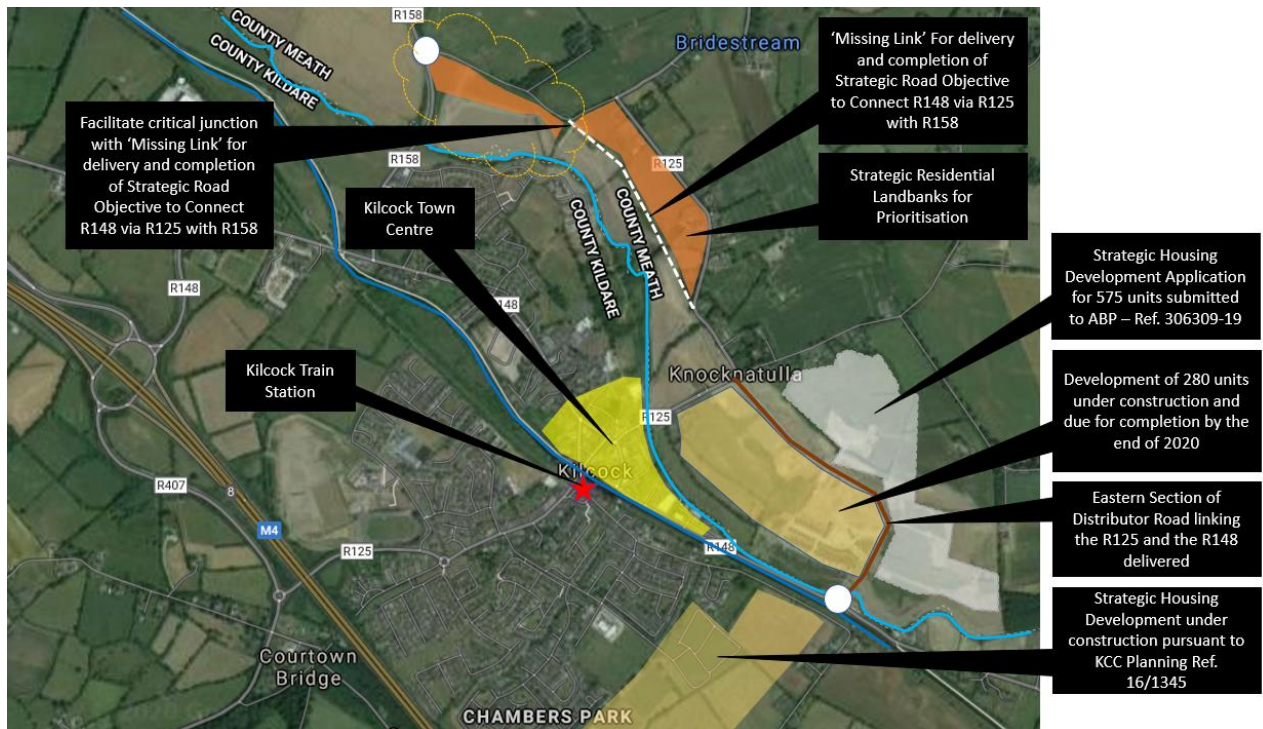 R158
Bridestream
COUNTY MEATH
COUNTY KILDARE
'Missing Link' For delivery
and completion of
Strategic Road Objective
to Connect R148 via R125
with R158
Facilitate critical junction
with 'Missing Link' for
delivery and completion
of Strategic Road
Objective to Connect
R148 via R125 with R158
R158
R125
Strategic Residential
Landbanks for
Prioritisation
Kilcock Town
Centre
COUNTY MEATH
COUNTY KILDARE
Strategic Housing
Development Application
for 575 units submitted
to ABP – Ref. 306309-19
R148
R148
Kilcock Train
Station
Knocknatulla
Development of 280 units
under construction and
due for completion by the
end of 2020
R125
Kilcock
R407
8
M4
Eastern Section of
Distributor Road linking
the R125 and the R148
delivered
R125
R148
Strategic Housing
Development under
construction pursuant to
KCC Planning Ref.
16/1345
Courtown
Bridge
CHAMBERS PARK